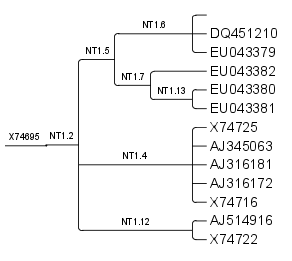 NT1.6
DQ451210
NT1.5
EU043379
NT1.7
EU043382
NT1.13
EU043380
EU043381
X74725
X74695
NT1.2
AJ345063
NT1.4
AJ316181
AJ316172
X74716
NT1.12
AJ514916
X74722